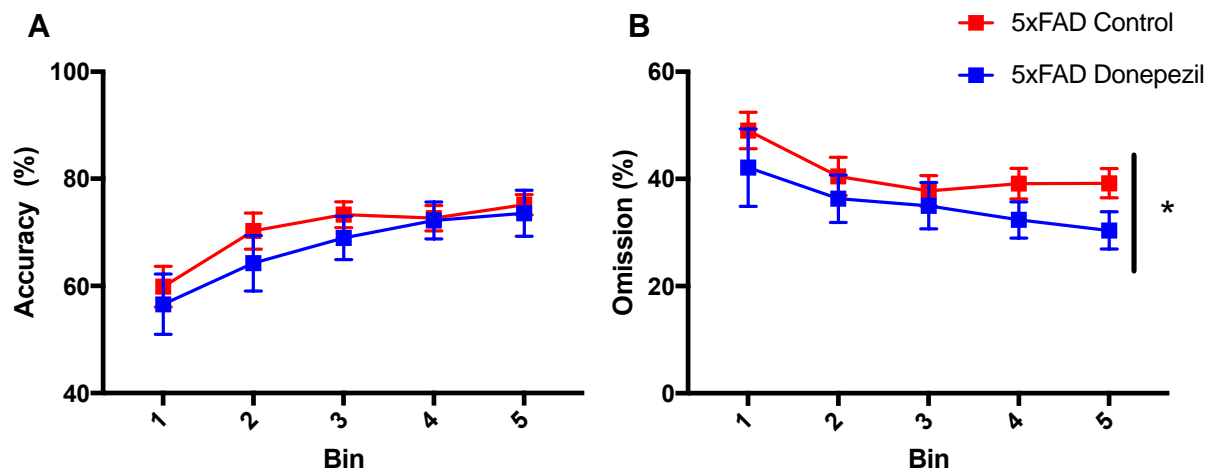 A
Accuracy (%)
100
80
60
40
1 2 3 4 5
Bin
B
5xFAD Control
5xFAD Donepezil
Omission (%)
60
40
20
0
*
1 2 3 4 5
Bin